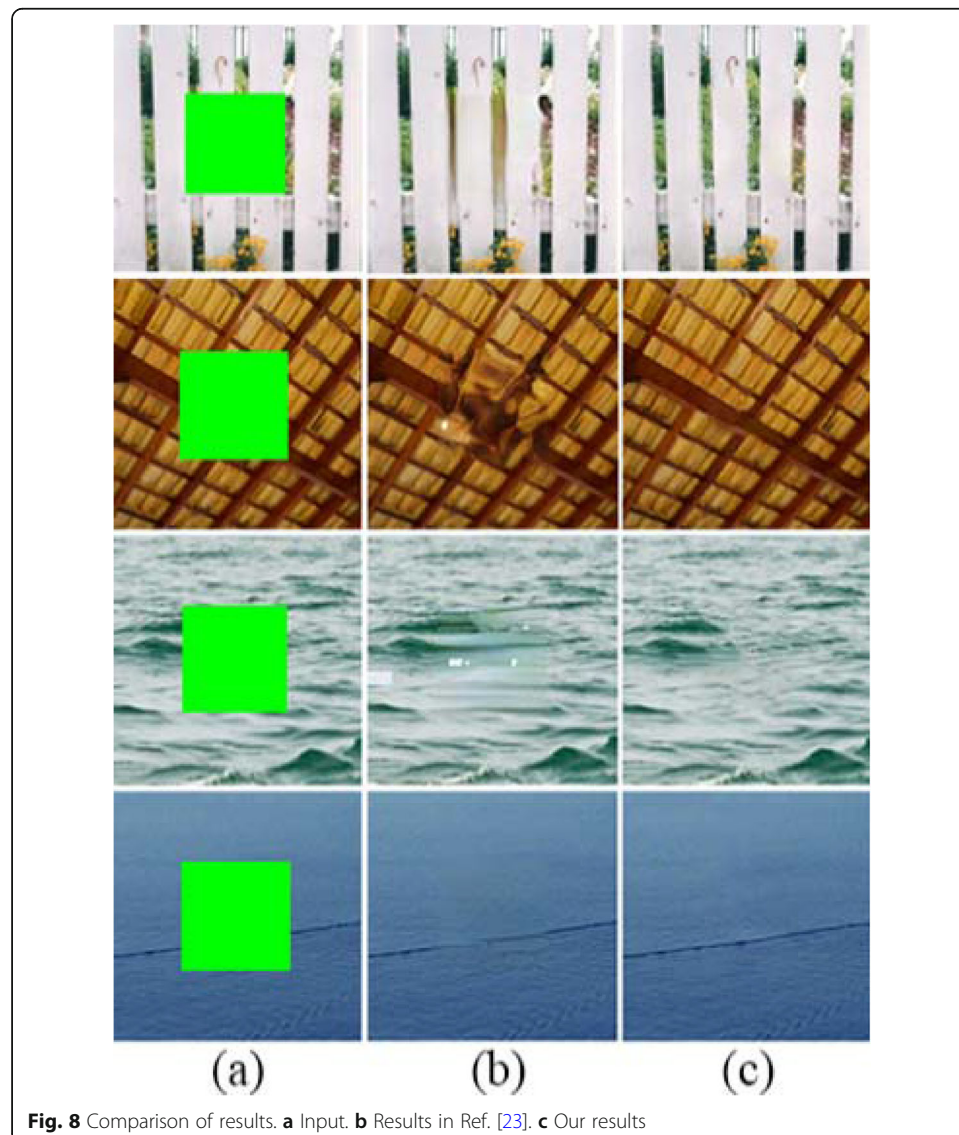 (a) (b) (c)
Fig. 8 Comparison of results. a Input. b Results in Ref. [23]. c Our results